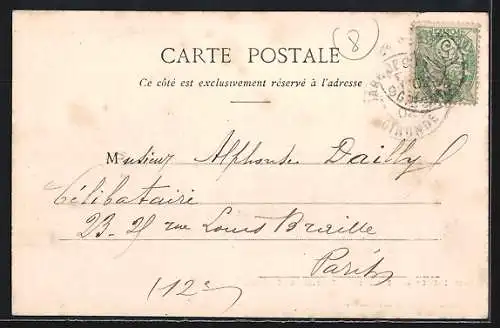 (8)
CARTE POSTALE
Ce côté est exclusivement réservé à l'adresse
GIRONDE
Monsieur Alphonse Dailly
Célibataire
23-25 rue Louis Braille
Paris
(12e